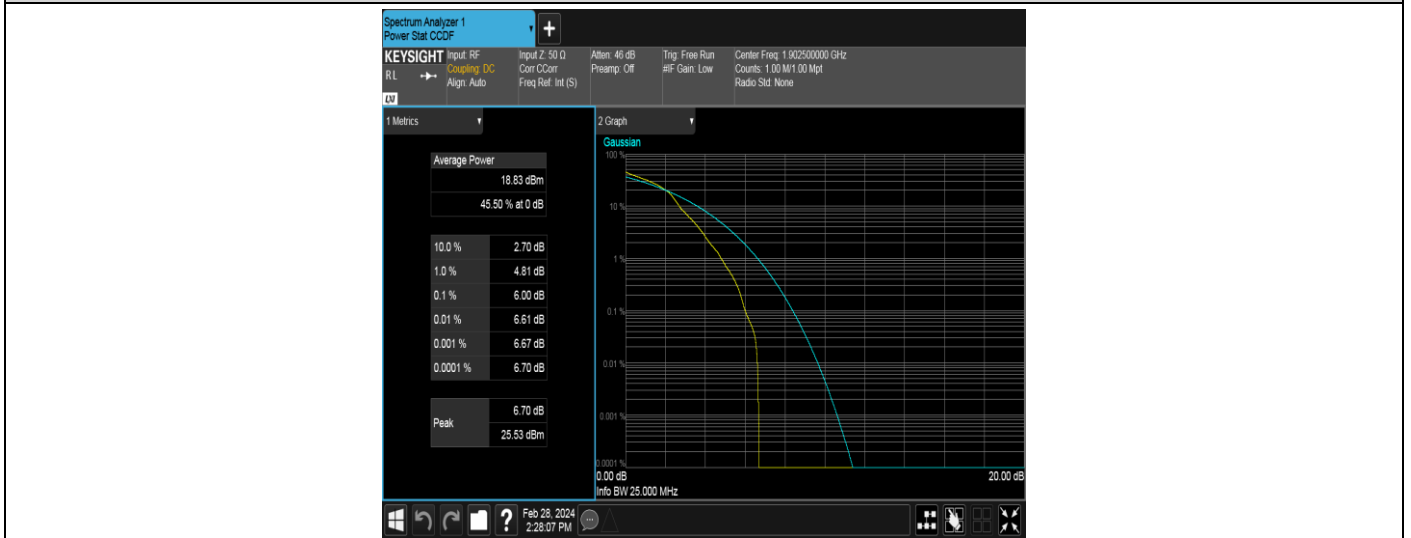 Spectrum Analyzer 1
Power Stat CCDF
+
KEYSIGHT Input: RF Input Z: 50 Ω Atten: 46 dB Trig: Free Run Center Freq: 1.902500000 GHz
RL Coupling: DC Corr CCorr Preamp: Off #IF Gain: Low Counts: 1.00 M/1.00 Mpt
Align: Auto Freq Ref: Int (S) Radio Std: None
LXI
1 Metrics
Average Power
18.83 dBm
45.50 % at 0 dB
10.0 % 2.70 dB
1.0 % 4.81 dB
0.1 % 6.00 dB
0.01 % 6.61 dB
0.001 % 6.67 dB
0.0001 % 6.70 dB
Peak 6.70 dB
25.53 dBm
2 Graph
Gaussian
100 %
10 %
1 %
0.1 %
0.01 %
0.001 %
0.0001 %
0.00 dB 20.00 dB
Info BW 25.000 MHz
? Feb 28, 2024
2:28:07 PM